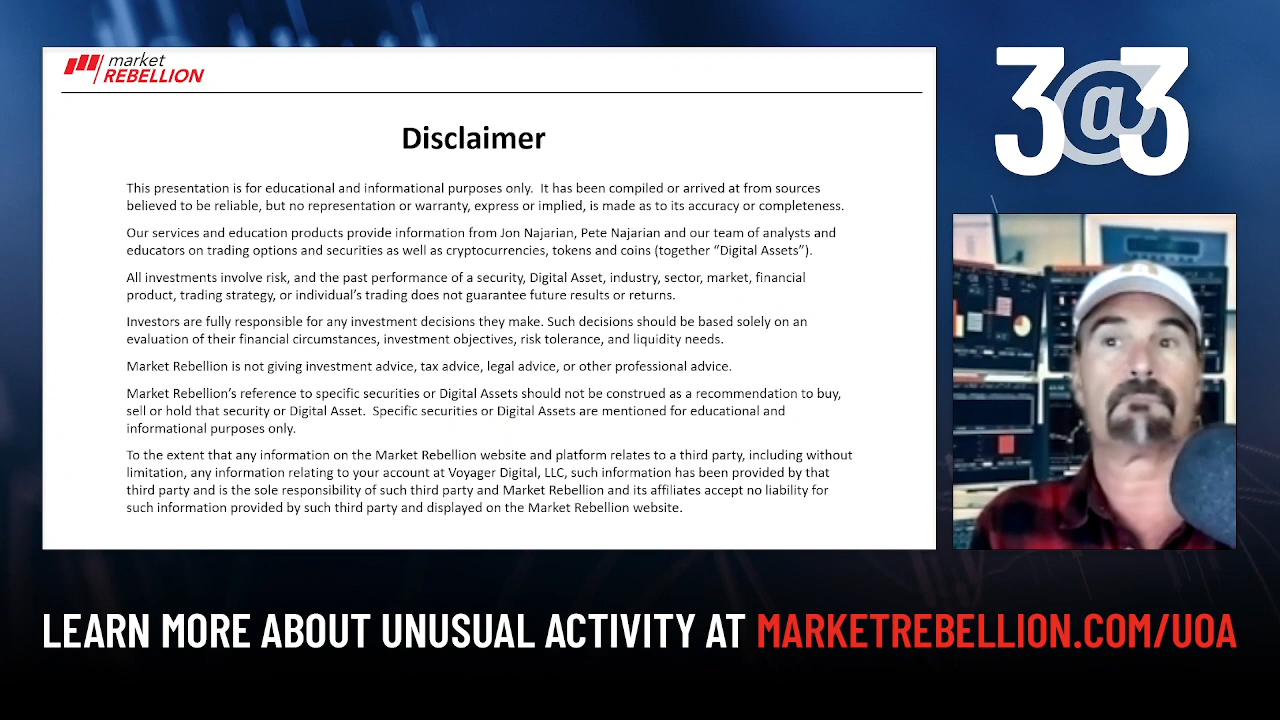 market
REBELLION
3@3
Disclaimer
This presentation is for educational and informational purposes only.  It has been compiled or arrived at from sources
believed to be reliable, but no representation or warranty, express or implied, is made as to its accuracy or completeness.
Our services and education products provide information from Jon Najarian, Pete Najarian and our team of analysts and
educators on trading options and securities as well as cryptocurrencies, tokens and coins (together “Digital Assets”).
All investments involve risk, and the past performance of a security, Digital Asset, industry, sector, market, financial
product, trading strategy, or individual’s trading does not guarantee future results or returns.
Investors are fully responsible for any investment decisions they make. Such decisions should be based solely on an
evaluation of their financial circumstances, investment objectives, risk tolerance, and liquidity needs.
Market Rebellion is not giving investment advice, tax advice, legal advice, or other professional advice.
Market Rebellion’s reference to specific securities or Digital Assets should not be construed as a recommendation to buy,
sell or hold that security or Digital Asset.  Specific securities or Digital Assets are mentioned for educational and
informational purposes only.
To the extent that any information on the Market Rebellion website and platform relates to a third party, including without
limitation, any information relating to your account at Voyager Digital, LLC, such information has been provided by that
third party and is the sole responsibility of such third party and Market Rebellion and its affiliates accept no liability for
such information provided by such third party and displayed on the Market Rebellion website.
LEARN MORE ABOUT UNUSUAL ACTIVITY AT MARKETREBELLION.COM/UOA